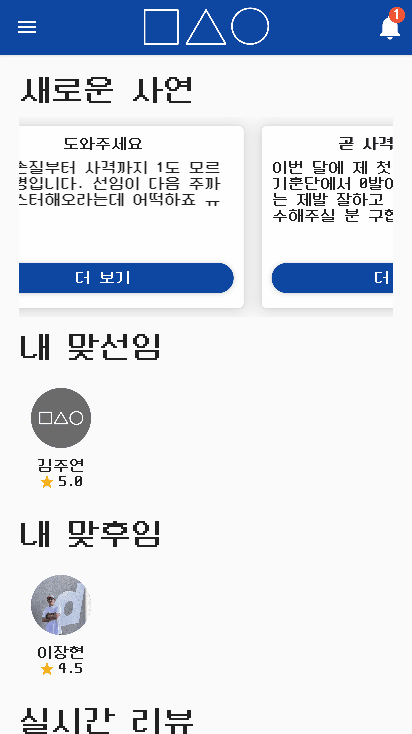 1
새로운 사연
도와주세요
손질부터 사격까지 1도 모르
병입니다. 선임이 다음 주까
스터해오라는데 어떡하죠 ㅠ
더 보기
곧 사격
이번 달에 제 첫
기훈단에서 0발이
는 제발 잘하고
수해주실 분 구합
더
내 맞선임
김주연
5.0
내 맞후임
이장현
4.5
실시간 리뷰